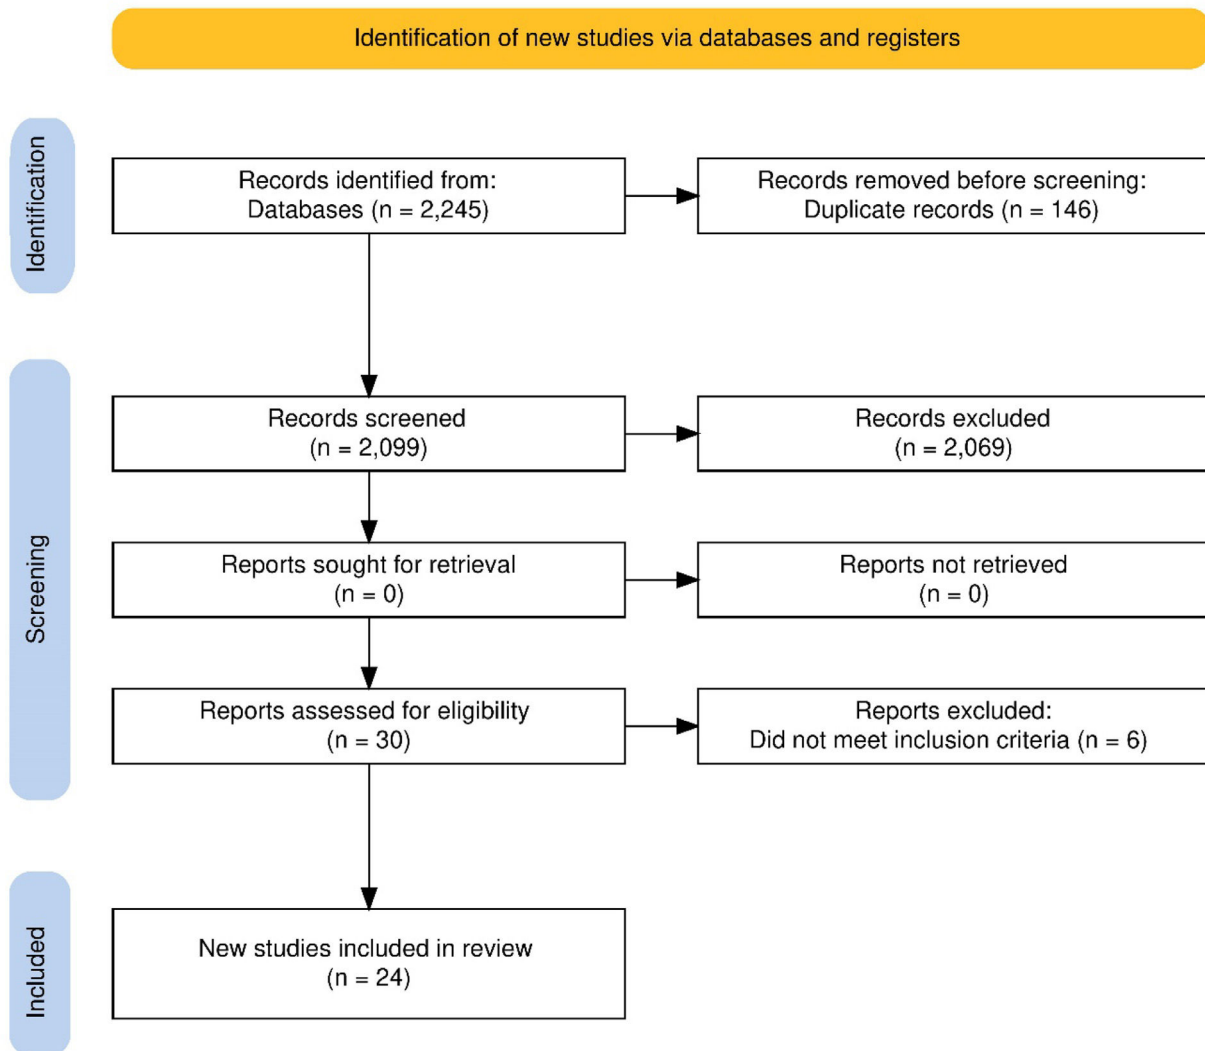 Identification of new studies via databases and registers
Identification
Records identified from:
Databases (n = 2,245)
Records removed before screening:
Duplicate records (n = 146)
Screening
Records screened
(n = 2,099)
Records excluded
(n = 2,069)
Reports sought for retrieval
(n = 0)
Reports not retrieved
(n = 0)
Reports assessed for eligibility
(n = 30)
Reports excluded:
Did not meet inclusion criteria (n = 6)
Included
New studies included in review
(n = 24)